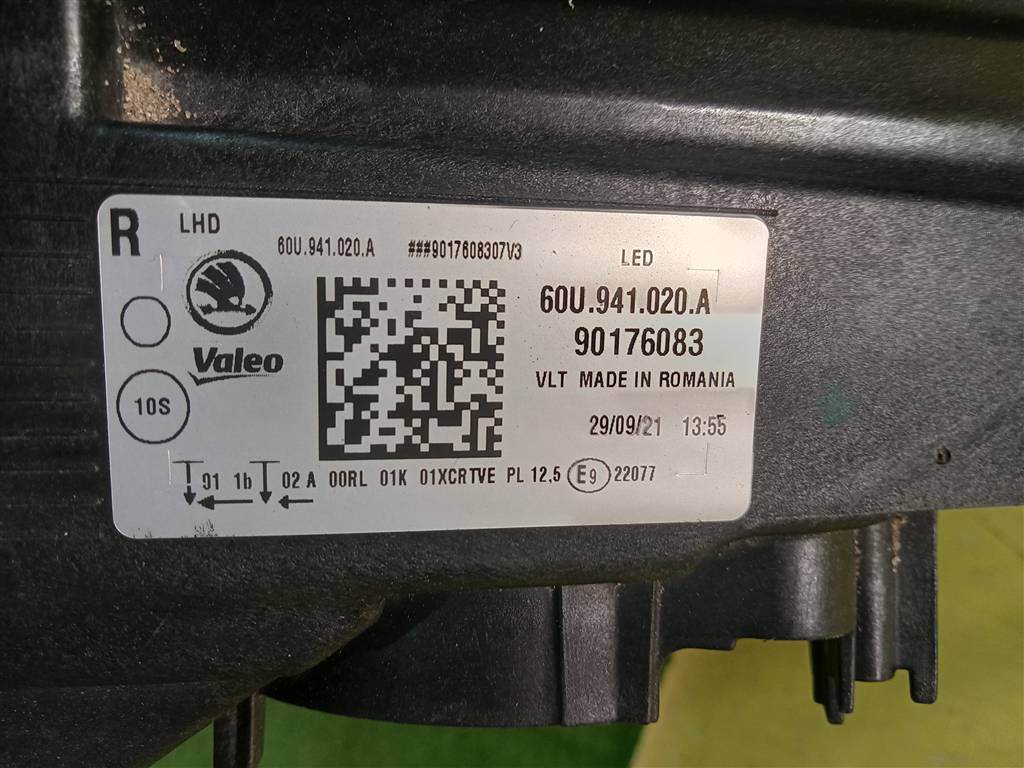 R LHD
60U.941.020.A ###9017608307V3
LED
60U.941.020.A
90176083
Valeo
VLT MADE IN ROMANIA
10S
29/09/21 13:55
01 1b 02 A 00RL 01K 01XCRTVE PL 12,5 E9 22077